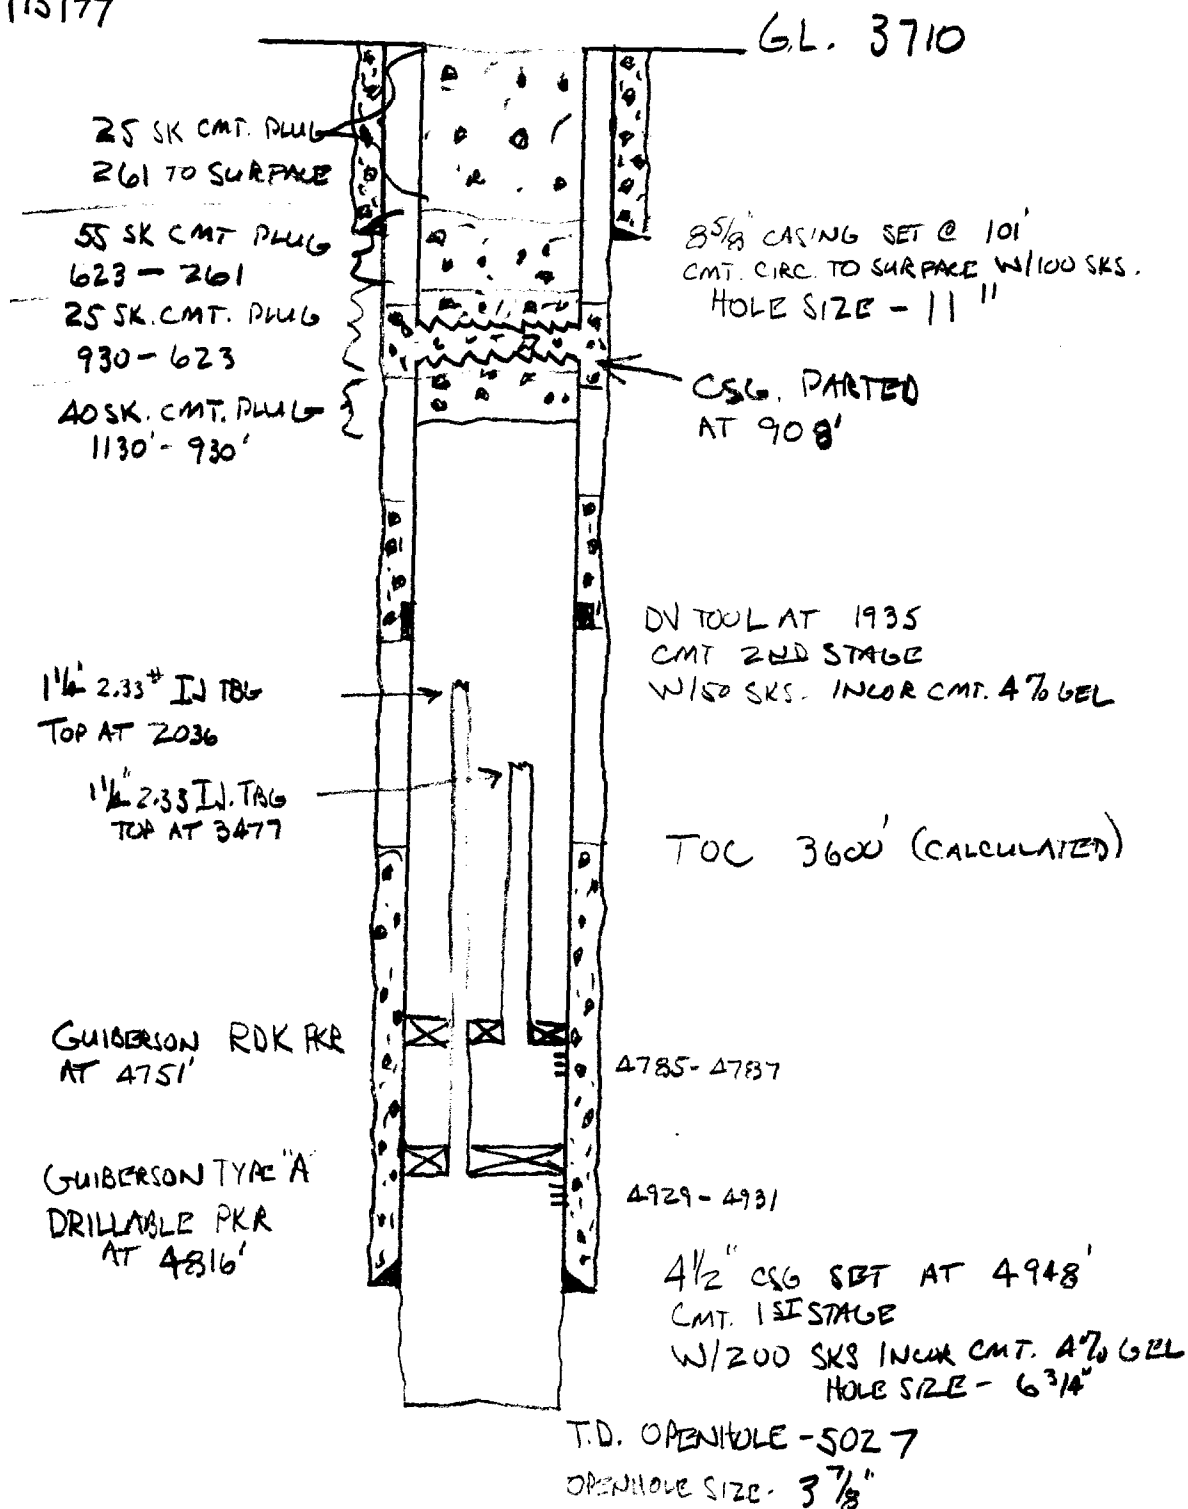 1/15/77
G.L. 3710
25 SK CMT. PLUG
261 TO SURFACE
55 SK CMT PLUG
623 - 261
25 SK. CMT. PLUG
930 - 623
40 SK. CMT. PLUG
1130' - 930'
8 5/8" CASING SET @ 101'
CMT. CIRC. TO SURFACE W/100 SKS.
HOLE SIZE - 11"
CSG. PARTED
AT 908'
DV TOOL AT 1935
CMT 2ND STAGE
W/50 SKS. INCOR CMT. 4% GEL
1 1/4" 2.33# IJ TBG
TOP AT 2036
1 1/4" 2.33 IJ. TBG
TOP AT 3477
TOC 3600' (CALCULATED)
GUIBERSON RDK PKR
AT 4751'
4785-4787
GUIBERSON TYPE "A"
DRILLABLE PKR
AT 4816'
4929-4931
4 1/2" CSG SET AT 4948'
CMT. 1ST STAGE
W/200 SKS INCOR CMT. 4% GEL
HOLE SIZE - 6 3/4"
T.D. OPENHOLE - 5027
OPENHOLE SIZE - 3 7/8"